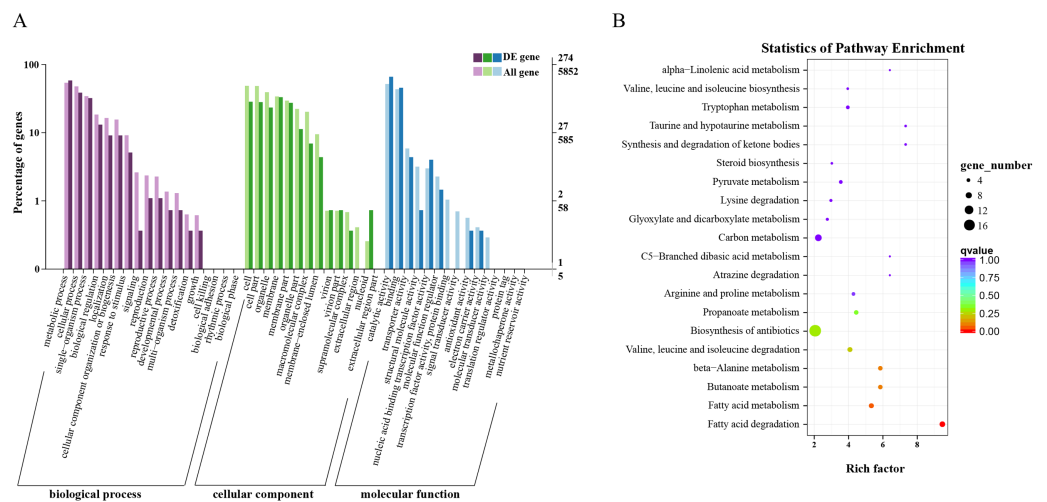 A
B
DE gene
All gene
Percentage of genes
100
10
1
0
274
5852
27
585
2
58
1
5
metabolic process
cellular process
single−organism process
biological regulation
localization
cellular component organization or biogenesis
response to stimulus
signaling
reproduction
reproductive process
developmental process
multi−organism process
detoxification
growth
cell killing
biological adhesion
rhythmic process
biological phase
cell
cell part
organelle
membrane
membrane part
organelle part
macromolecular complex
membrane−enclosed lumen
virion
virion part
supramolecular complex
extracellular region
nucleoid
extracellular region part
catalytic activity
binding
transporter activity
structural molecule activity
nucleic acid binding transcription factor activity
molecular function regulator
transcription factor activity, protein binding
signal transducer activity
antioxidant activity
electron carrier activity
molecular transducer activity
translation regulator activity
protein tag
metallochaperone activity
nutrient reservoir activity
biological process
cellular component
molecular function
Statistics of Pathway Enrichment
alpha−Linolenic acid metabolism
Valine, leucine and isoleucine biosynthesis
Tryptophan metabolism
Taurine and hypotaurine metabolism
Synthesis and degradation of ketone bodies
Steroid biosynthesis
Pyruvate metabolism
Lysine degradation
Glyoxylate and dicarboxylate metabolism
Carbon metabolism
C5−Branched dibasic acid metabolism
Atrazine degradation
Arginine and proline metabolism
Propanoate metabolism
Biosynthesis of antibiotics
Valine, leucine and isoleucine degradation
beta−Alanine metabolism
Butanoate metabolism
Fatty acid metabolism
Fatty acid degradation
2 4 6 8
Rich factor
gene_number
4
8
12
16
qvalue
1.00
0.75
0.50
0.25
0.00